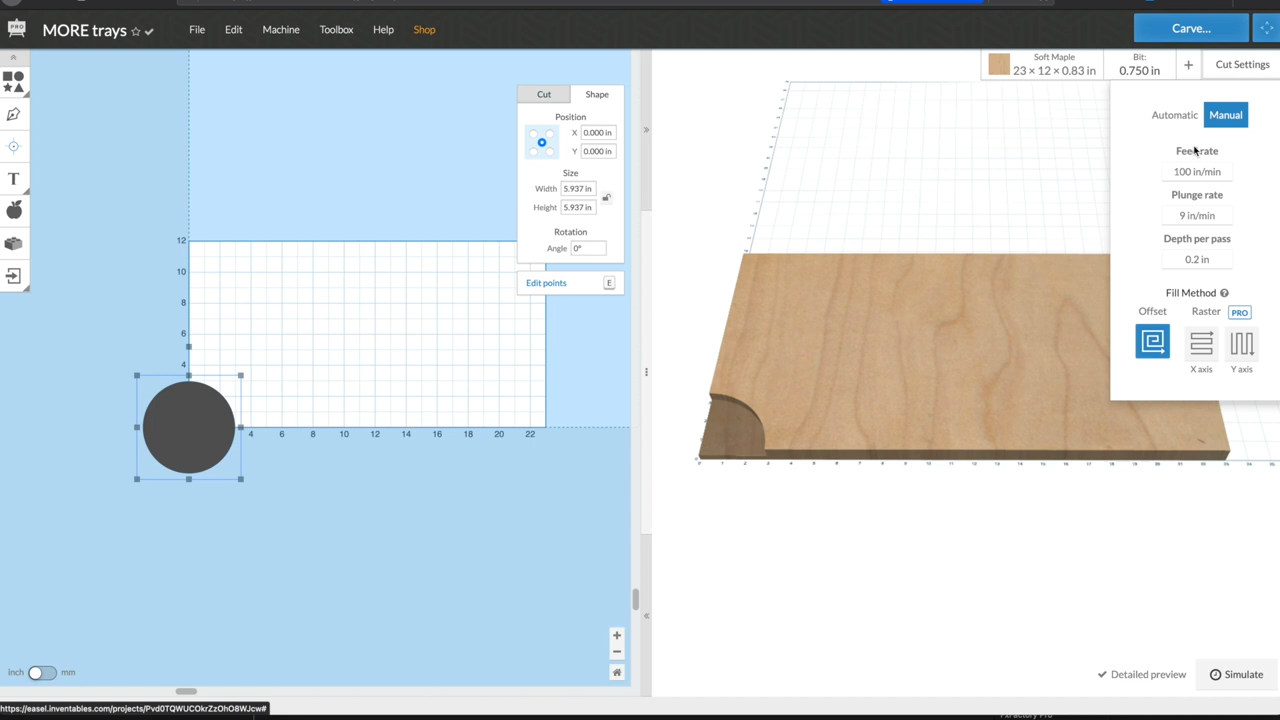 PRO
MORE trays
File Edit Machine Toolbox Help Shop
Carve...
Soft Maple
23 × 12 × 0.83 in
Bit:
0.750 in
+
Cut Settings
Cut Shape
Position
X 0.000 in
Y 0.000 in
Size
Width 5.937 in
Height 5.937 in
Rotation
Angle 0°
Edit points E
Automatic Manual
Feed rate
100 in/min
Plunge rate
9 in/min
Depth per pass
0.2 in
Fill Method ?
Offset Raster PRO
X axis Y axis
T
12
10
8
6
4
4 6 8 10 12 14 16 18 20 22
+
−
Inch mm
Detailed preview
Simulate
https://easel.inventables.com/projects/Pvd0TQWUCOkrZzOhO8WJcw#
FxFactory Pro